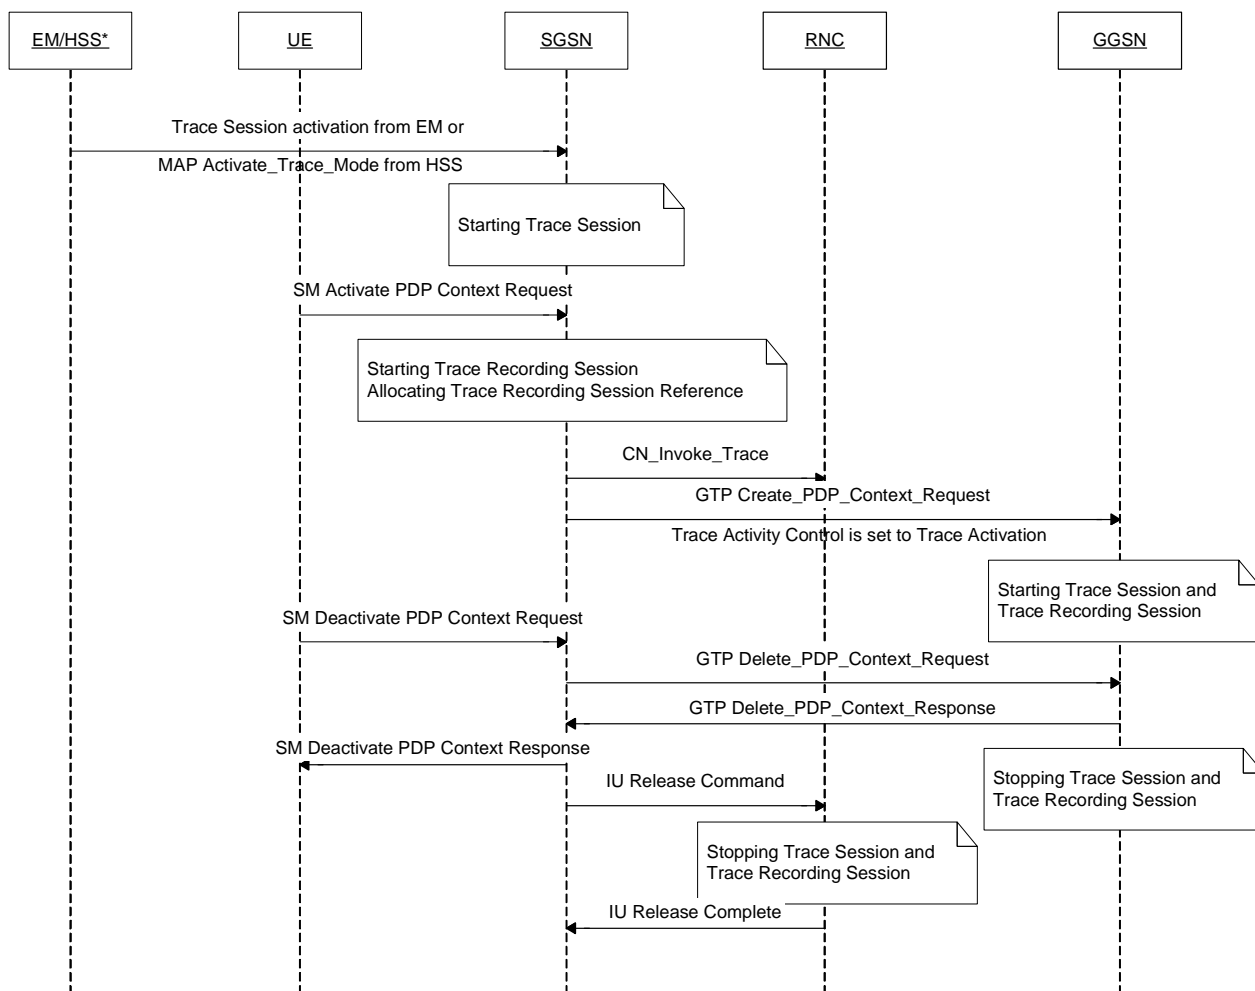 EM/HSS*
UE
SGSN
RNC
GGSN
Trace Session activation from EM or
MAP Activate_Trace_Mode from HSS
Starting Trace Session
SM Activate PDP Context Request
Starting Trace Recording Session
Allocating Trace Recording Session Reference
CN_Invoke_Trace
GTP Create_PDP_Context_Request
Trace Activity Control is set to Trace Activation
Starting Trace Session and
Trace Recording Session
SM Deactivate PDP Context Request
GTP Delete_PDP_Context_Request
GTP Delete_PDP_Context_Response
SM Deactivate PDP Context Response
Stopping Trace Session and
Trace Recording Session
IU Release Command
Stopping Trace Session and
Trace Recording Session
IU Release Complete